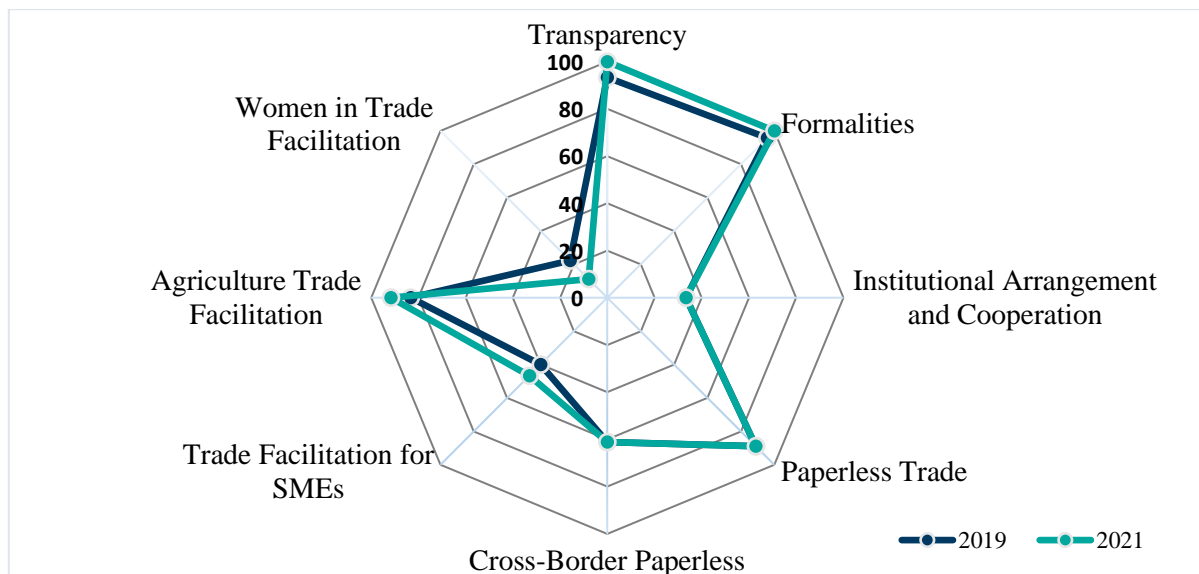 Transparency
100
Women in Trade
Facilitation
Formalities
80
60
40
20
Agriculture Trade
Facilitation
0
Institutional Arrangement
and Cooperation
Trade Facilitation for
SMEs
Paperless Trade
Cross-Border Paperless
2019
2021